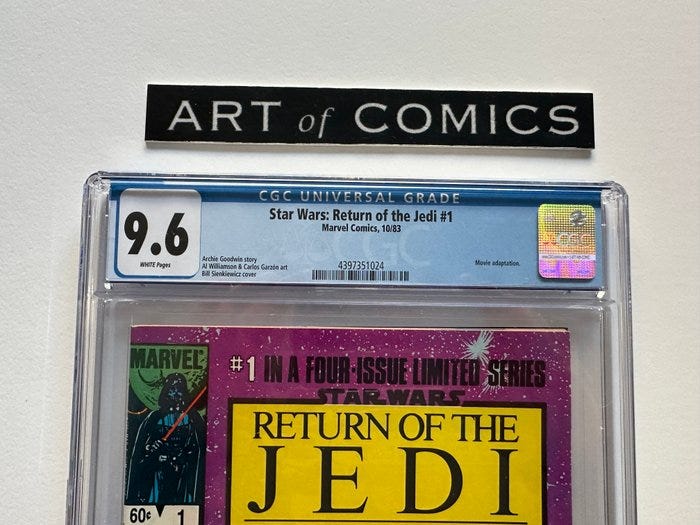 ART of COMICS
CGC UNIVERSAL GRADE
9.6
WHITE Pages
Star Wars: Return of the Jedi #1
Marvel Comics, 10/83
Archie Goodwin story
Al Williamson & Carlos Garzón art
Bill Sienkiewicz cover
4397351024
Movie adaptation.
CGC
MARVEL
#1 IN A FOUR-ISSUE LIMITED SERIES
STAR WARS
RETURN OF THE
JEDI
60¢
1